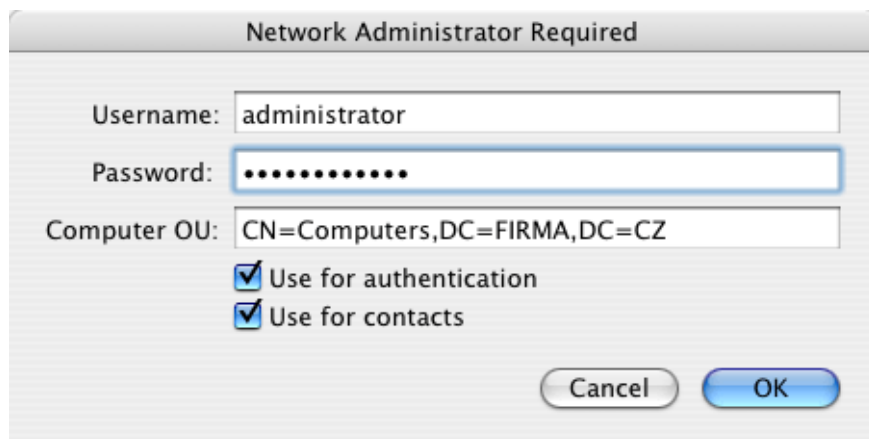 Network Administrator Required
Username: administrator
Password: ••••••••••••
Computer OU: CN=Computers,DC=FIRMA,DC=CZ
Use for authentication
Use for contacts
Cancel OK